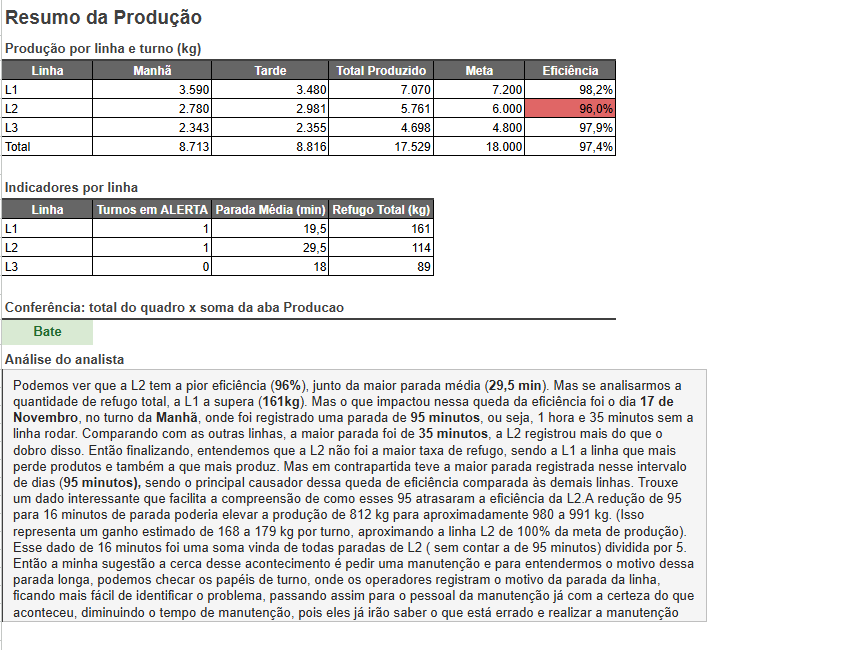 Resumo da Produção
Produção por linha e turno (kg)
Linha Manhã Tarde Total Produzido Meta Eficiência
L1 3.590 3.480 7.070 7.200 98,2%
L2 2.780 2.981 5.761 6.000 96,0%
L3 2.343 2.355 4.698 4.800 97,9%
Total 8.713 8.816 17.529 18.000 97,4%
Indicadores por linha
Linha Turnos em ALERTA Parada Média (min) Refugo Total (kg)
L1 1 19,5 161
L2 1 29,5 114
L3 0 18 89
Conferência: total do quadro x soma da aba Producao
Bate
Análise do analista
Podemos ver que a L2 tem a pior eficiência (96%), junto da maior parada média (29,5 min). Mas se analisarmos a
quantidade de refugo total, a L1 a supera (161kg). Mas o que impactou nessa queda da eficiência foi o dia 17 de
Novembro, no turno da Manhã, onde foi registrado uma parada de 95 minutos, ou seja, 1 hora e 35 minutos sem a
linha rodar. Comparando com as outras linhas, a maior parada foi de 35 minutos, a L2 registrou mais do que o
dobro disso. Então finalizando, entendemos que a L2 não foi a maior taxa de refugo, sendo a L1 a linha que mais
perde produtos e também a que mais produz. Mas em contrapartida teve a maior parada registrada nesse intervalo
de dias (95 minutos), sendo o principal causador dessa queda de eficiência comparada às demais linhas. Trouxe
um dado interessante que facilita a compreensão de como esses 95 atrasaram a eficiência da L2.A redução de 95
para 16 minutos de parada poderia elevar a produção de 812 kg para aproximadamente 980 a 991 kg. (Isso
representa um ganho estimado de 168 a 179 kg por turno, aproximando a linha L2 de 100% da meta de produção).
Esse dado de 16 minutos foi uma soma vinda de todas paradas de L2 ( sem contar a de 95 minutos) dividida por 5.
Então a minha sugestão a cerca desse acontecimento é pedir uma manutenção e para entendermos o motivo dessa
parada longa, podemos checar os papéis de turno, onde os operadores registram o motivo da parada da linha,
ficando mais fácil de identificar o problema, passando assim para o pessoal da manutenção já com a certeza do que
aconteceu, diminuindo o tempo de manutenção, pois eles já irão saber o que está errado e realizar a manutenção